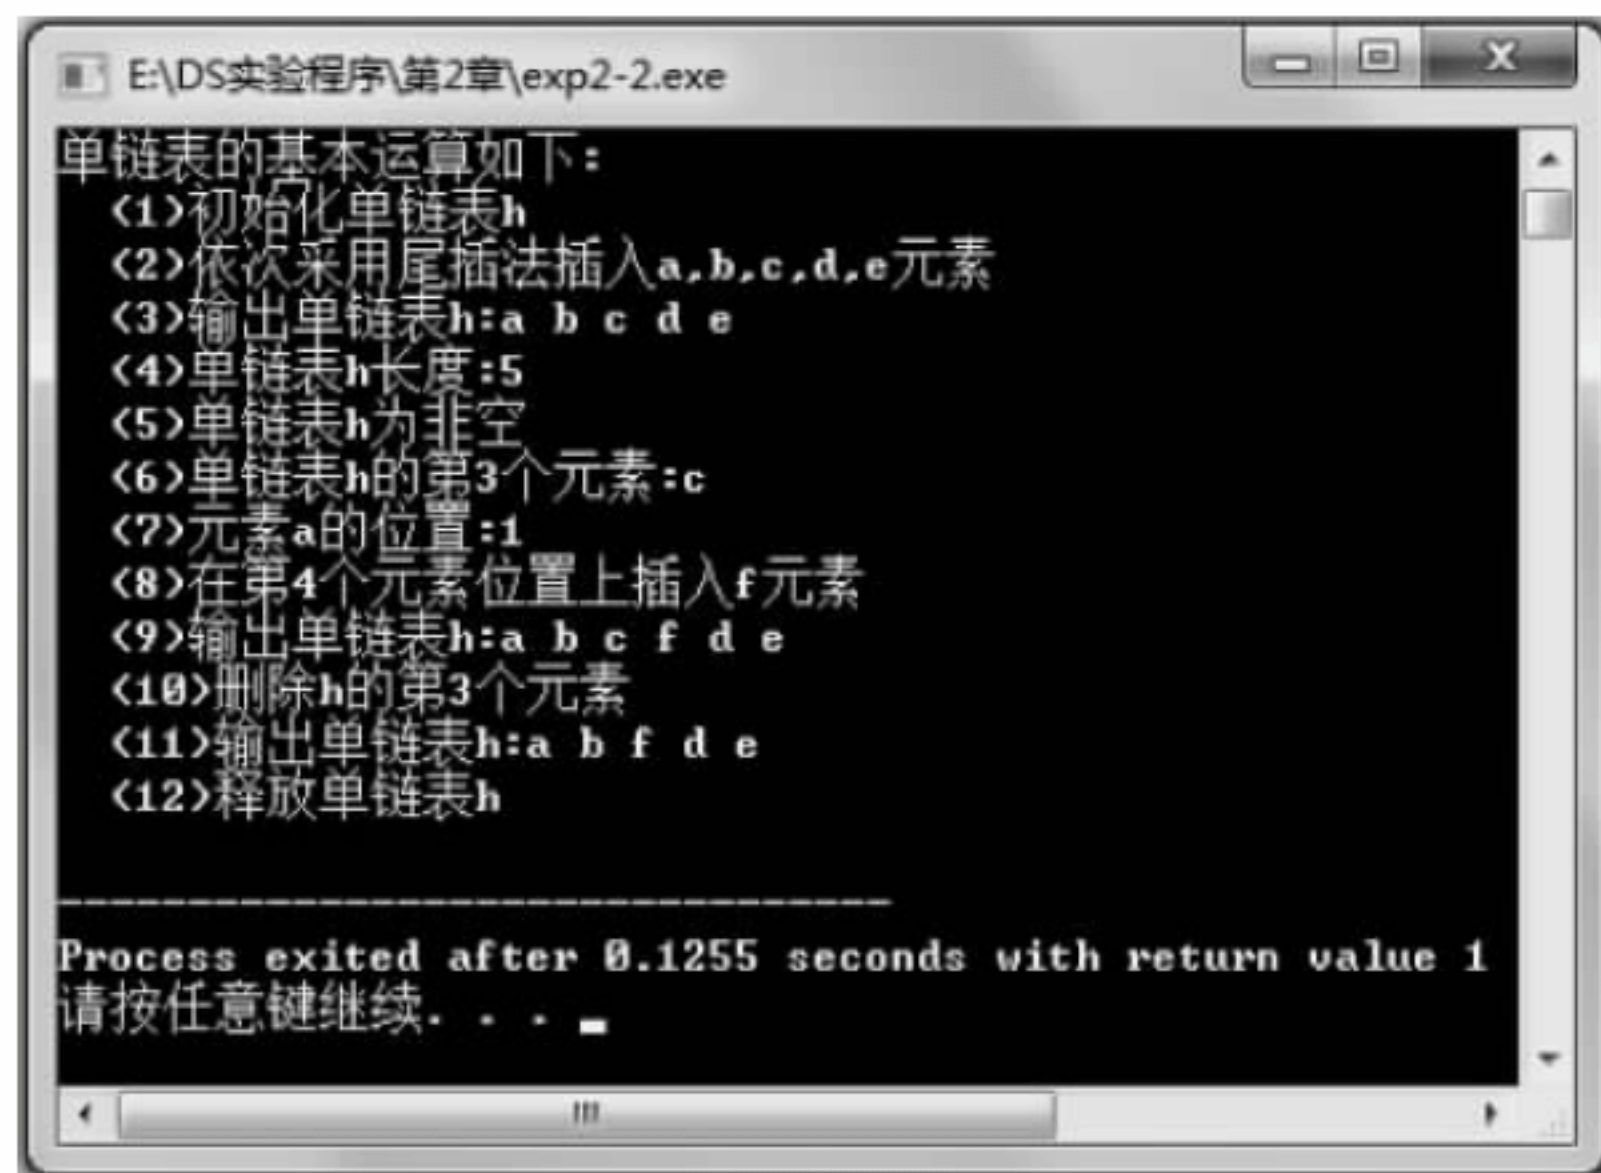 E:\DS实验程序\第2章\exp2-2.exe
单链表的基本运算如下:
(1)初始化单链表h
(2)依次采用尾插法插入a,b,c,d,e元素
(3)输出单链表h:a b c d e
(4)单链表h长度:5
(5)单链表h为非空
(6)单链表h的第3个元素:c
(7)元素a的位置:1
(8)在第4个元素位置上插入f元素
(9)输出单链表h:a b c f d e
(10)删除h的第3个元素
(11)输出单链表h:a b f d e
(12)释放单链表h
--------------------------------
Process exited after 0.1255 seconds with return value 1
请按任意键继续. . .